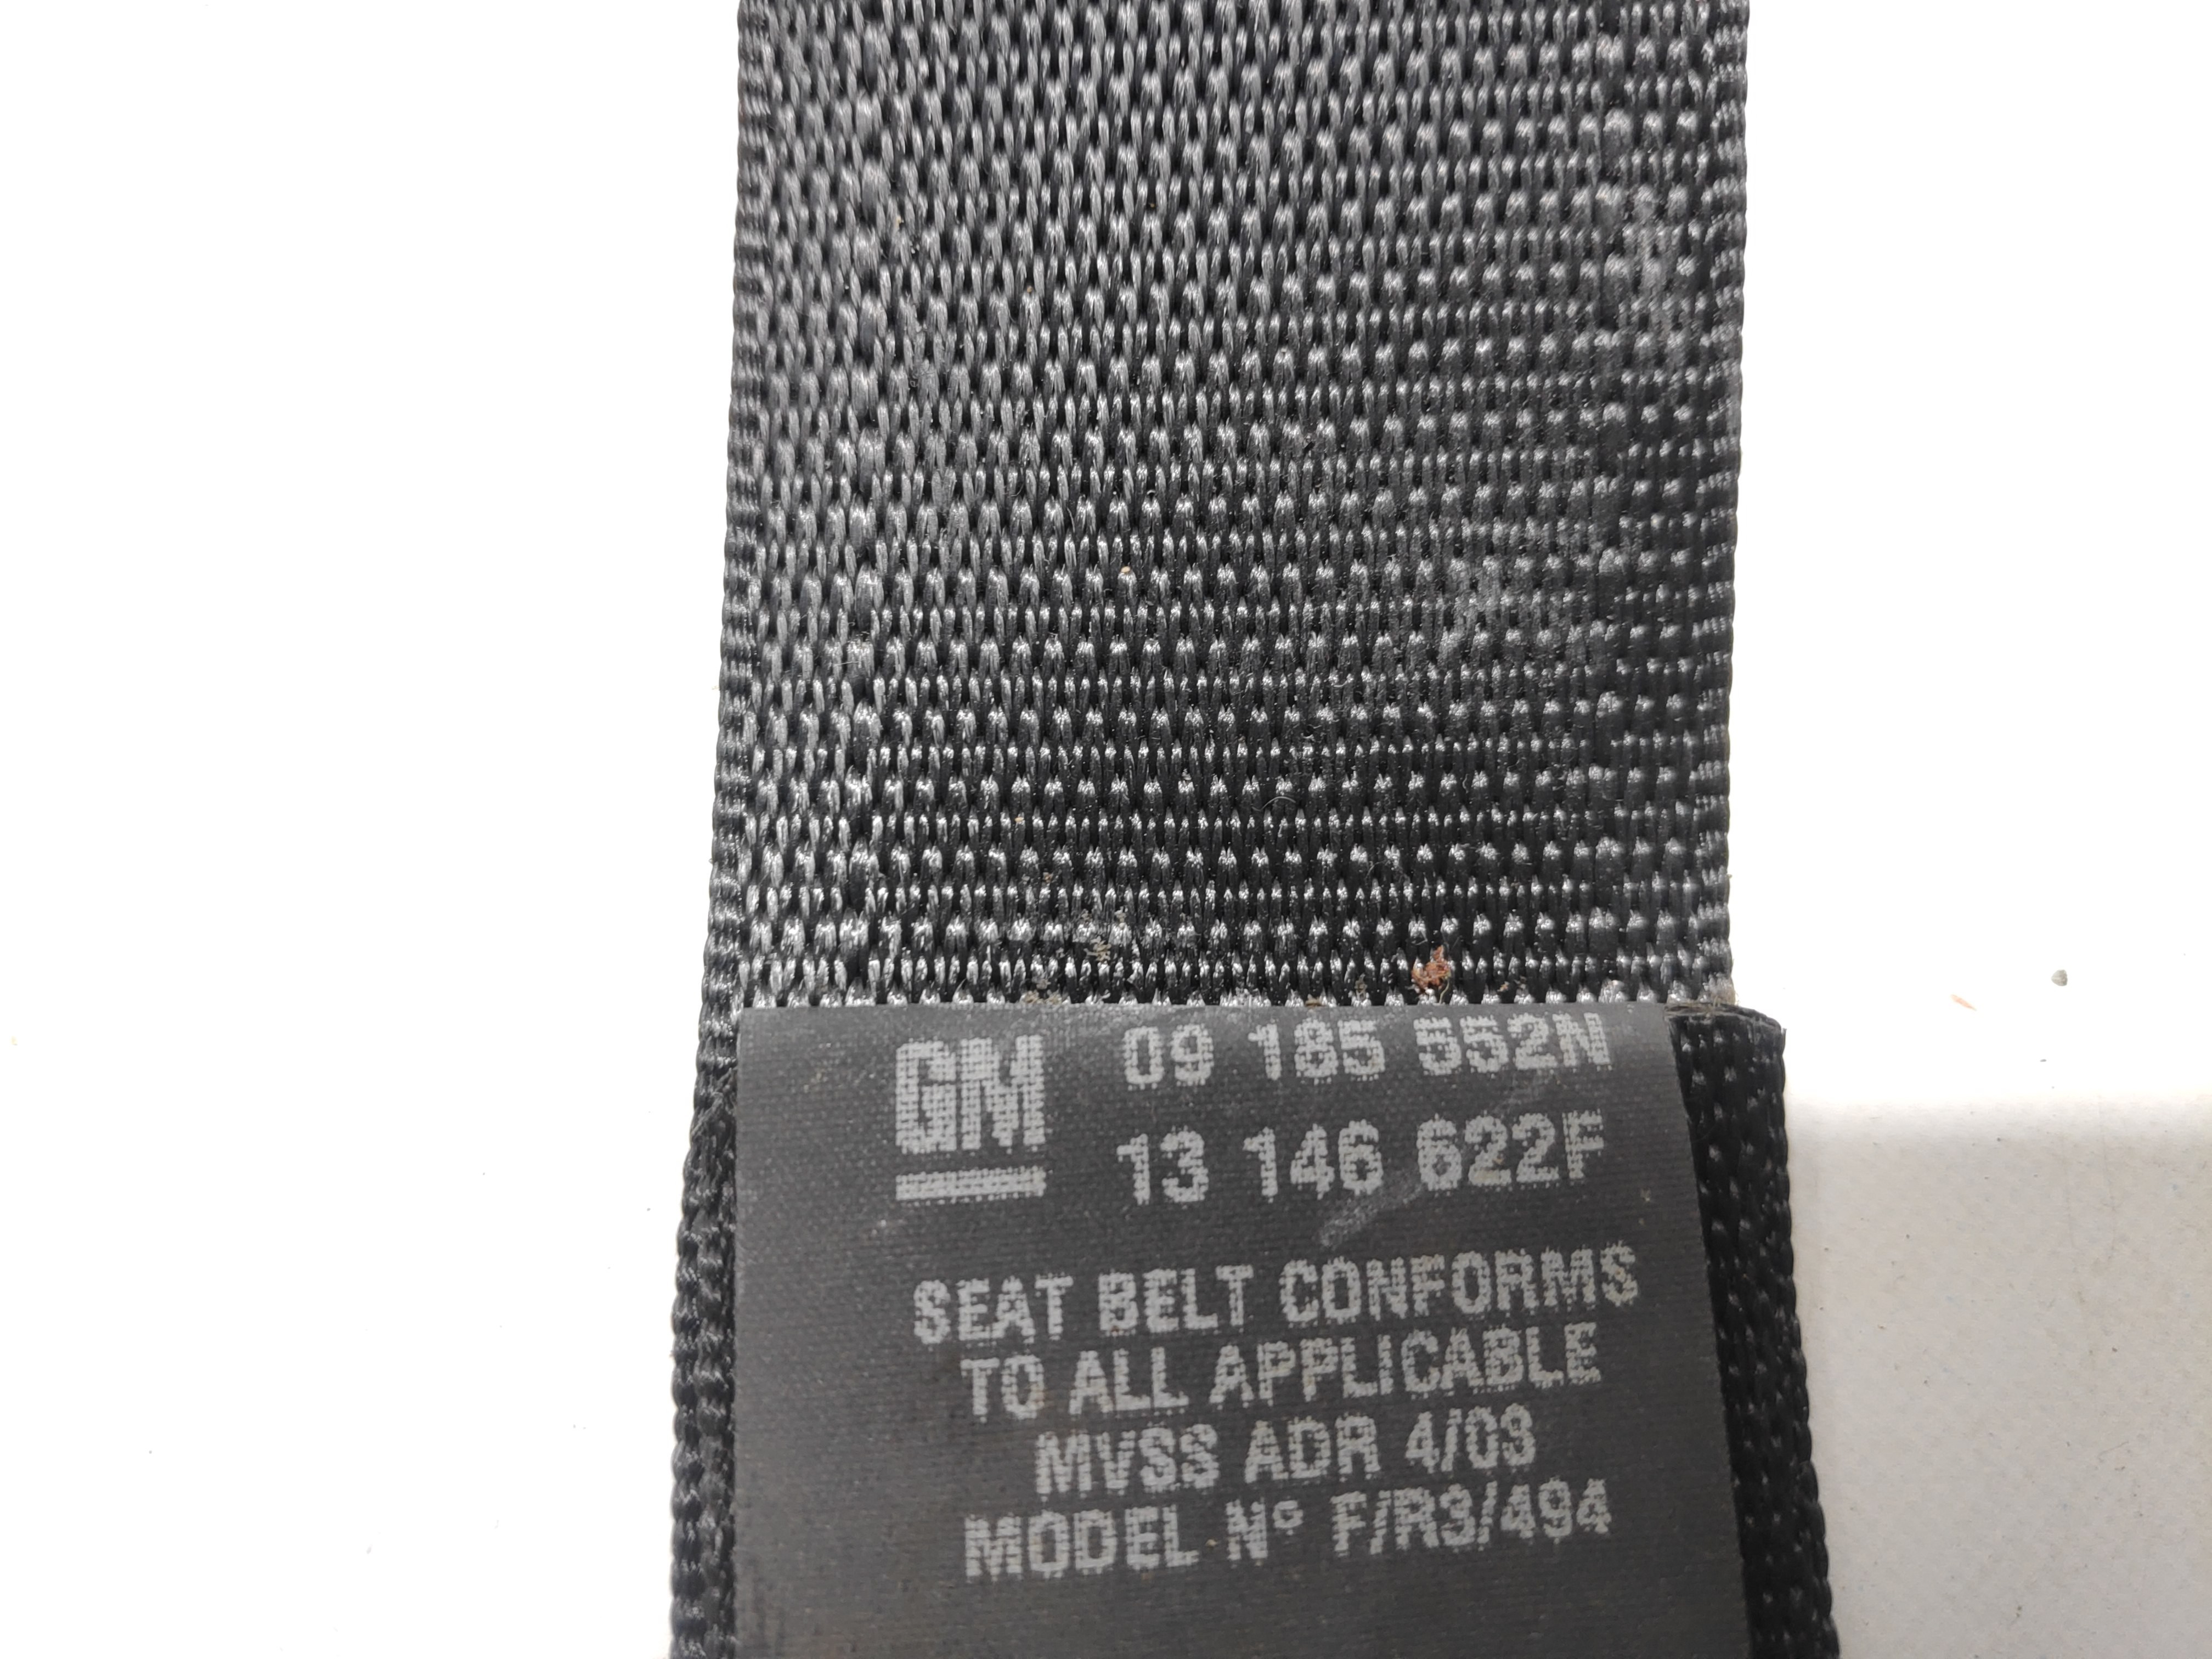 GM 09 185 552N
13 146 622F
SEAT BELT CONFORMS
TO ALL APPLICABLE
MVSS ADR 4/03
MODEL N° F/R3/494